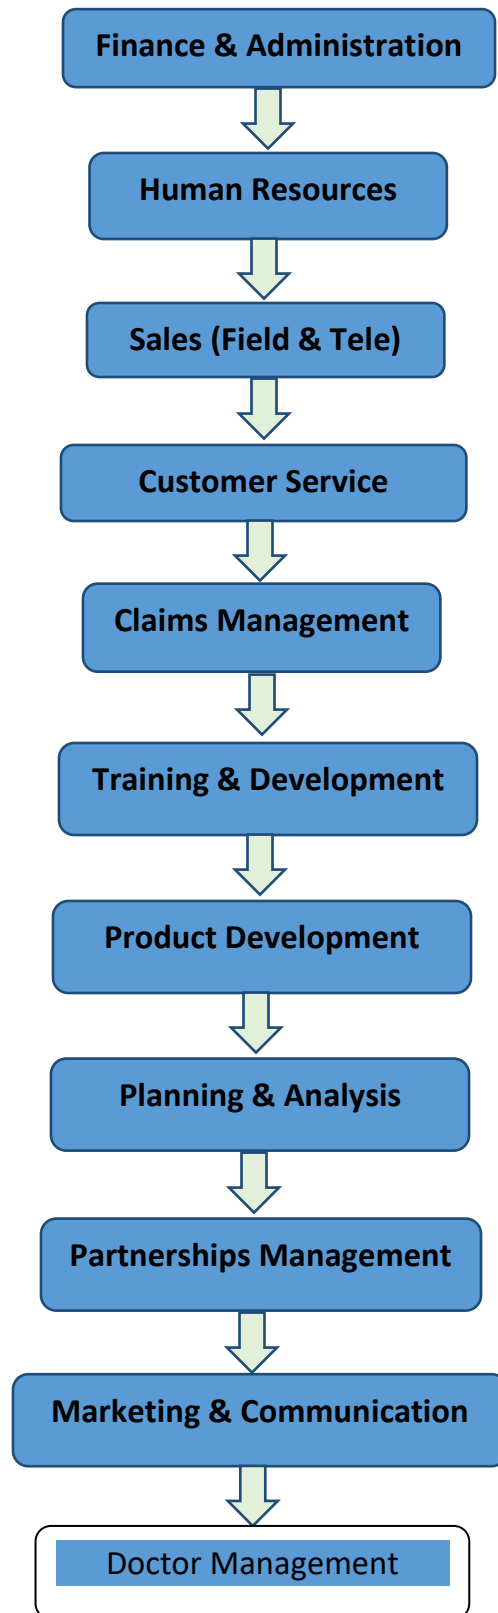 Finance & Administration
Human Resources
Sales (Field & Tele)
Customer Service
Claims Management
Training & Development
Product Development
Planning & Analysis
Partnerships Management
Marketing & Communication
Doctor Management